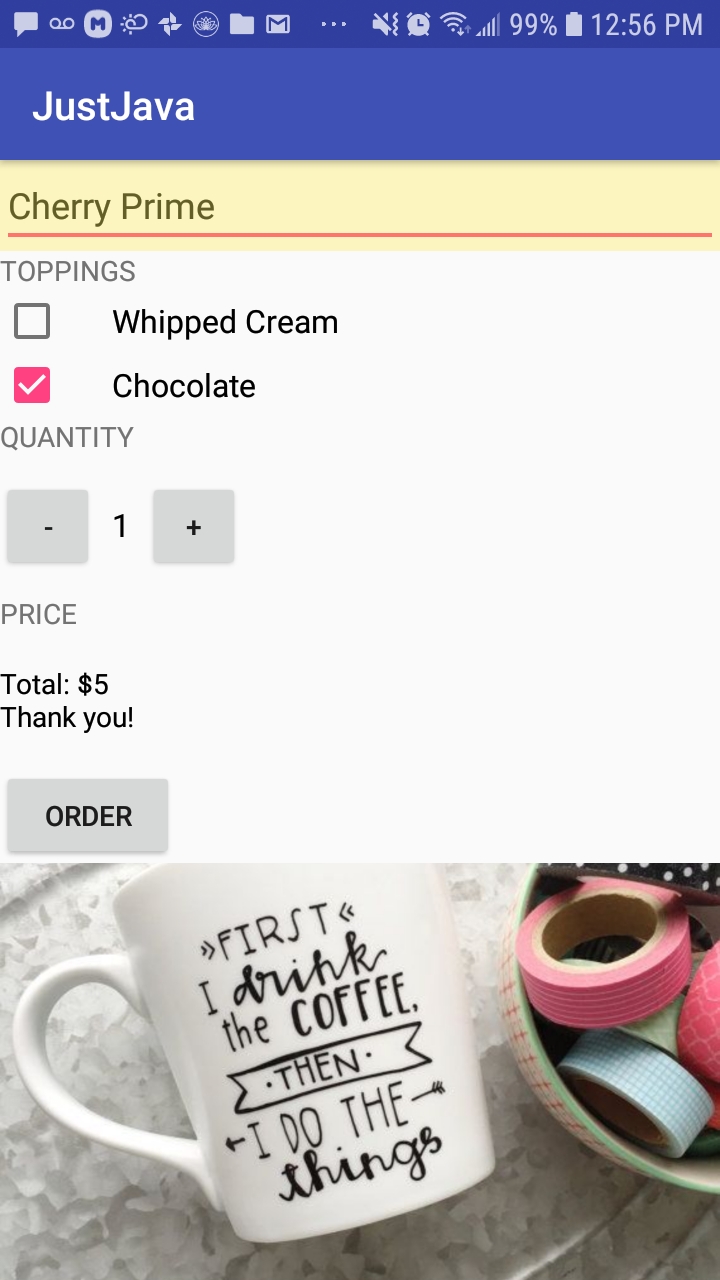 99% 12:56 PM
JustJava
Cherry Prime
TOPPINGS
Whipped Cream
Chocolate
QUANTITY
- 1 +
PRICE
Total: $5
Thank you!
ORDER
»FIRST«
I drink
the COFFEE,
·THEN·
I DO THE
things